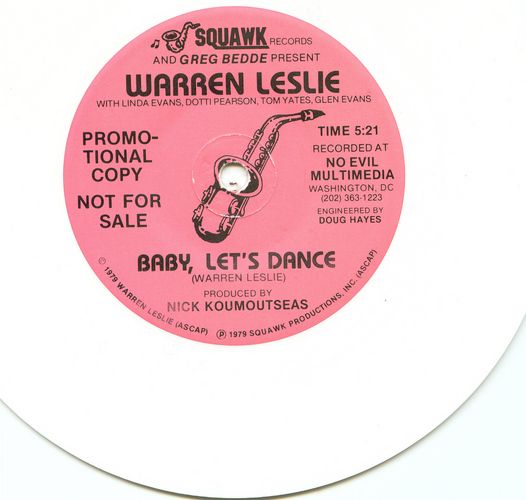 SQUAWK RECORDS
AND GREG BEDDE PRESENT
WARREN LESLIE
WITH LINDA EVANS, DOTTI PEARSON, TOM YATES, GLEN EVANS
PROMO-
TIONAL
COPY
NOT FOR
SALE
TIME 5:21
RECORDED AT
NO EVIL
MULTIMEDIA
WASHINGTON, DC
(202) 363-1223
ENGINEERED BY
DOUG HAYES
BABY, LET'S DANCE
(WARREN LESLIE)
PRODUCED BY
NICK KOUMOUTSEAS
© 1979 WARREN LESLIE (ASCAP)
℗ 1979 SQUAWK PRODUCTIONS, INC. (ASCAP)